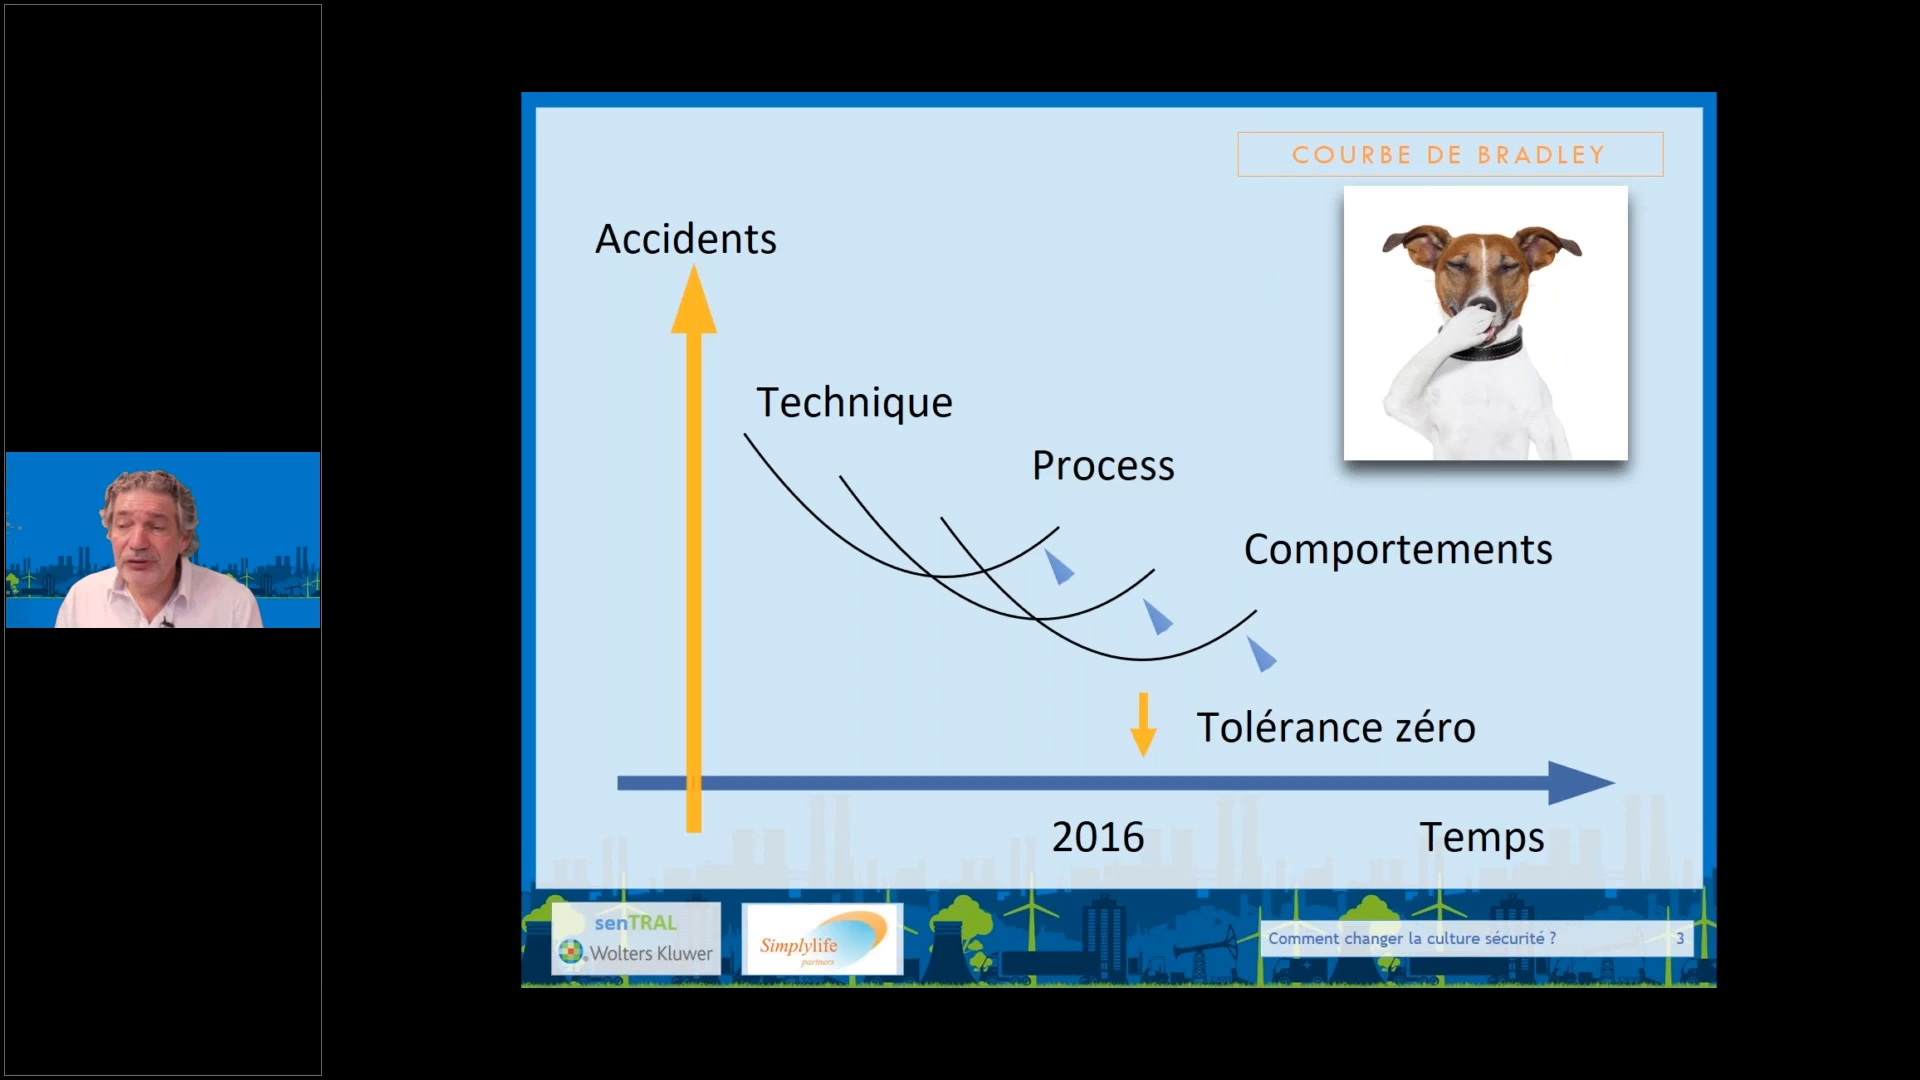 COURBE DE BRADLEY
Accidents
Technique
Process
Comportements
Tolérance zéro
2016
Temps
senTRAL
Wolters Kluwer
Simplylife
partners
Comment changer la culture sécurité ?
3